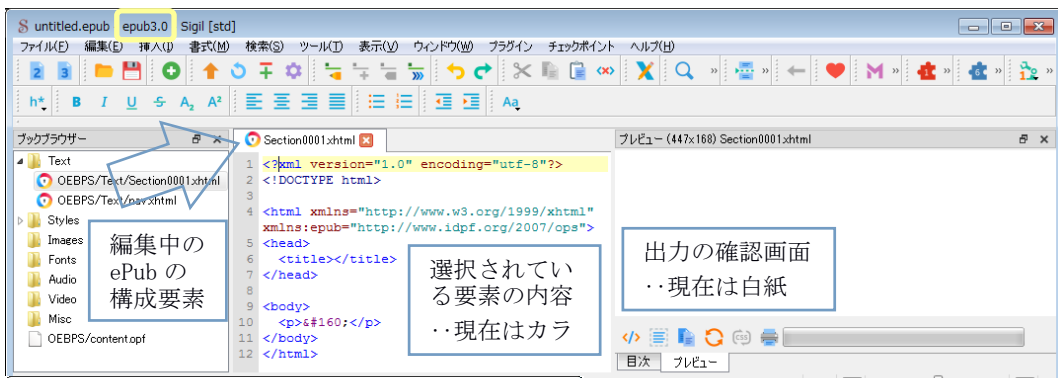 untitled.epub epub3.0 Sigil [std]
ファイル(F) 編集(E) 挿入(I) 書式(M) 検索(S) ツール(T) 表示(V) ウィンドウ(W) プラグイン チェックポイント ヘルプ(H)
2 3
h* B I U S A₂ A² Aa
ブックブラウザー
Text
OEBPS/Text/Section0001.xhtml
OEBPS/Text/nav.xhtml
Styles
Images
Fonts
Audio
Video
Misc
OEBPS/content.opf
編集中の
ePub の
構成要素
Section0001.xhtml
1 <?xml version="1.0" encoding="utf-8"?>
2 <!DOCTYPE html>
3
4 <html xmlns="http://www.w3.org/1999/xhtml"
xmlns:epub="http://www.idpf.org/2007/ops">
5 <head>
6 <title></title>
7 </head>
8
9 <body>
10 <p>&#160;</p>
11 </body>
12 </html>
選択されてい
る要素の内容
‥現在はカラ
プレビュー (447×168) Section0001.xhtml
出力の確認画面
‥現在は白紙
目次 プレビュー